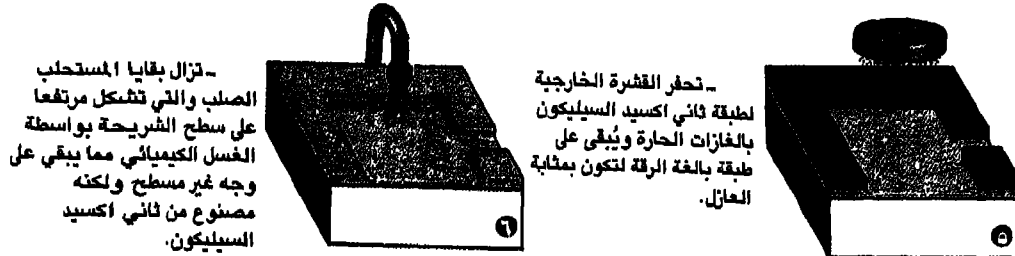 ـ تحفر القشرة الخارجية
لطبقة ثاني اكسيد السيليكون
بالغازات الحارة ويُبقى على
طبقة بالغة الرقة لتكون بمثابة
العازل.
٥
ـ تزال بقايا المستحلب
الصلب والتي تشكل مرتفعا
على سطح الشريحة بواسطة
الغسل الكيميائي مما يبقي على
وجه غير مسطح ولكنه
مصنوع من ثاني اكسيد
السيليكون.
٦